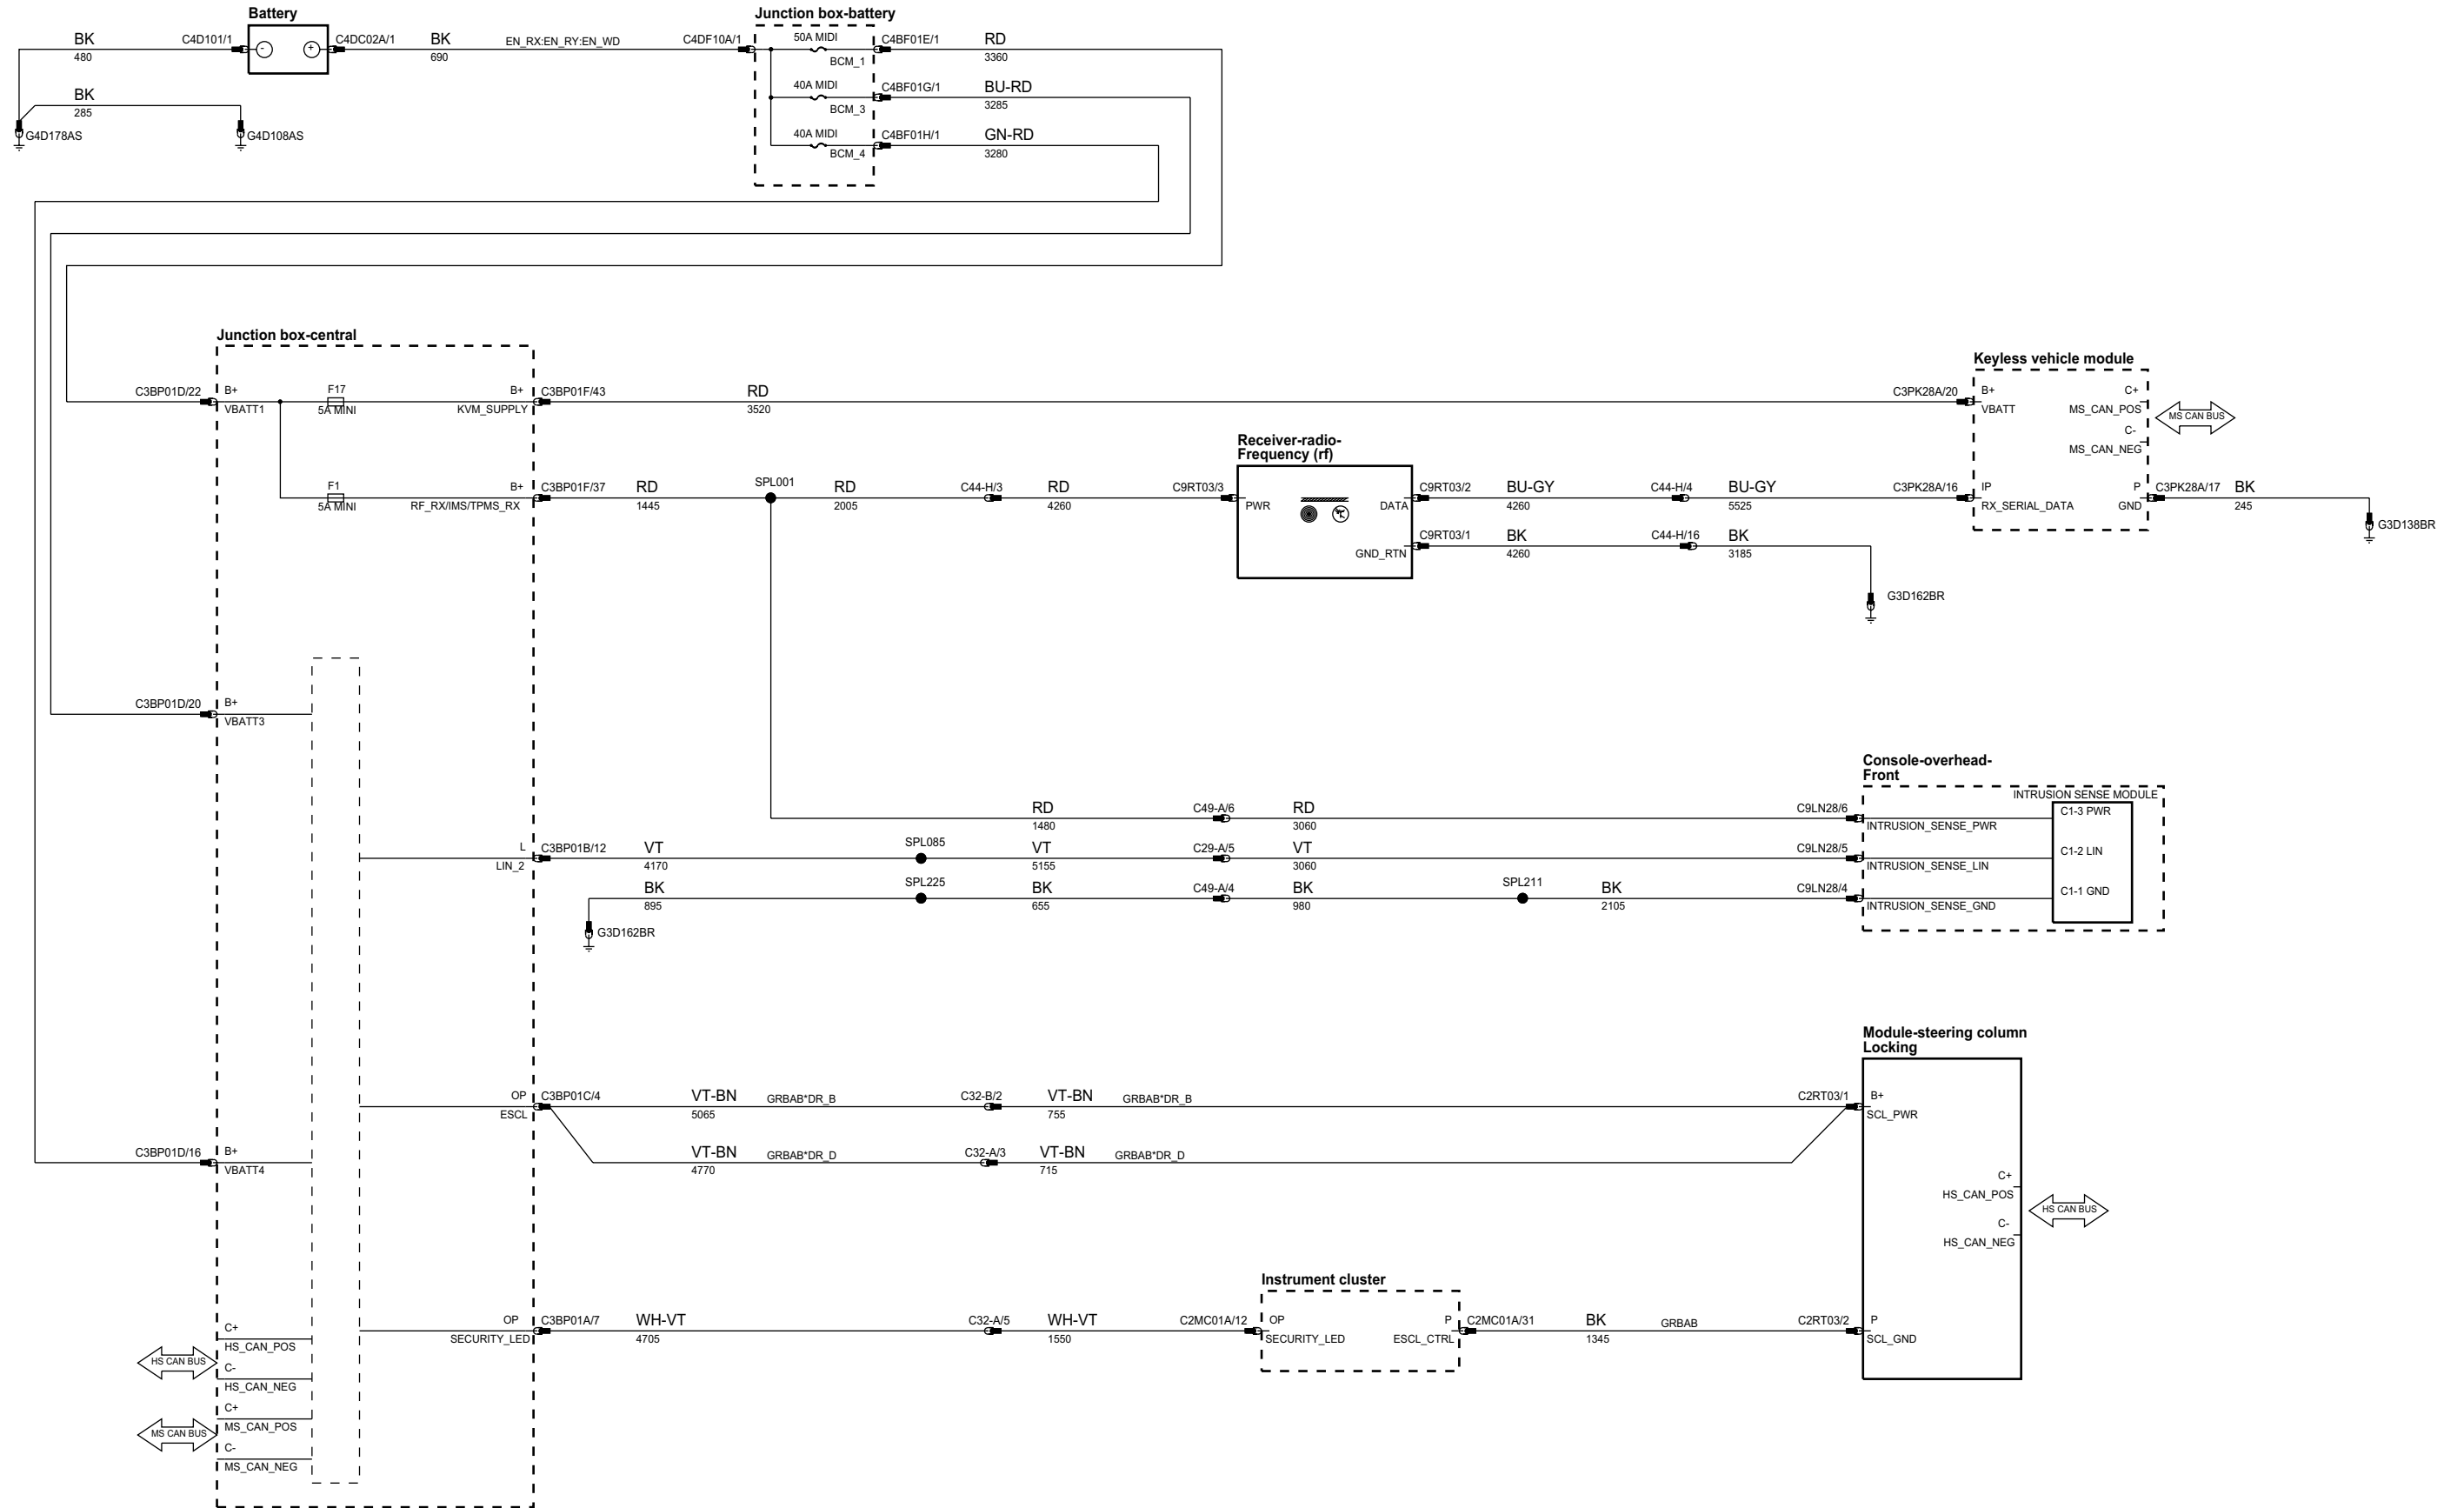 Battery
Junction box-battery
BK
480
C4D101/1
-
+
C4DC02A/1
BK
690
EN_RX:EN_RY:EN_WD
C4DF10A/1
50A MIDI
BCM_1
C4BF01E/1
RD
3360
BK
285
40A MIDI
BCM_3
C4BF01G/1
BU-RD
3285
G4D178AS
G4D108AS
40A MIDI
BCM_4
C4BF01H/1
GN-RD
3280
Junction box-central
Keyless vehicle module
C3BP01D/22
B+
VBATT1
F17
5A MINI
B+
KVM_SUPPLY
C3BP01F/43
RD
3520
C3PK28A/20
B+
VBATT
C+
MS_CAN_POS
C-
MS_CAN_NEG
MS CAN BUS
Receiver-radio-
Frequency (rf)
F1
5A MINI
B+
RF_RX/IMS/TPMS_RX
C3BP01F/37
RD
1445
SPL001
RD
2005
C44-H/3
RD
4260
C9RT03/3
PWR
DATA
C9RT03/2
BU-GY
4260
C44-H/4
BU-GY
5525
C3PK28A/16
IP
RX_SERIAL_DATA
P
GND
C3PK28A/17
BK
245
G3D138BR
GND_RTN
C9RT03/1
BK
4260
C44-H/16
BK
3185
G3D162BR
C3BP01D/20
B+
VBATT3
Console-overhead-
Front
INTRUSION SENSE MODULE
RD
1480
C49-A/6
RD
3060
C9LN28/6
INTRUSION_SENSE_PWR
C1-3 PWR
L
LIN_2
C3BP01B/12
VT
4170
SPL085
VT
5155
C29-A/5
VT
3060
C9LN28/5
INTRUSION_SENSE_LIN
C1-2 LIN
BK
895
SPL225
BK
655
C49-A/4
BK
980
SPL211
BK
2105
C9LN28/4
INTRUSION_SENSE_GND
C1-1 GND
G3D162BR
Module-steering column
Locking
OP
ESCL
C3BP01C/4
VT-BN
5065
GRBAB*DR_B
C32-B/2
VT-BN
755
GRBAB*DR_B
C2RT03/1
B+
SCL_PWR
C3BP01D/16
B+
VBATT4
VT-BN
4770
GRBAB*DR_D
C32-A/3
VT-BN
715
GRBAB*DR_D
C+
HS_CAN_POS
C-
HS_CAN_NEG
HS CAN BUS
Instrument cluster
OP
SECURITY_LED
C3BP01A/7
WH-VT
4705
C32-A/5
WH-VT
1550
C2MC01A/12
OP
SECURITY_LED
P
ESCL_CTRL
C2MC01A/31
BK
1345
GRBAB
C2RT03/2
P
SCL_GND
C+
HS_CAN_POS
HS CAN BUS
C-
HS_CAN_NEG
C+
MS_CAN_POS
MS CAN BUS
C-
MS_CAN_NEG